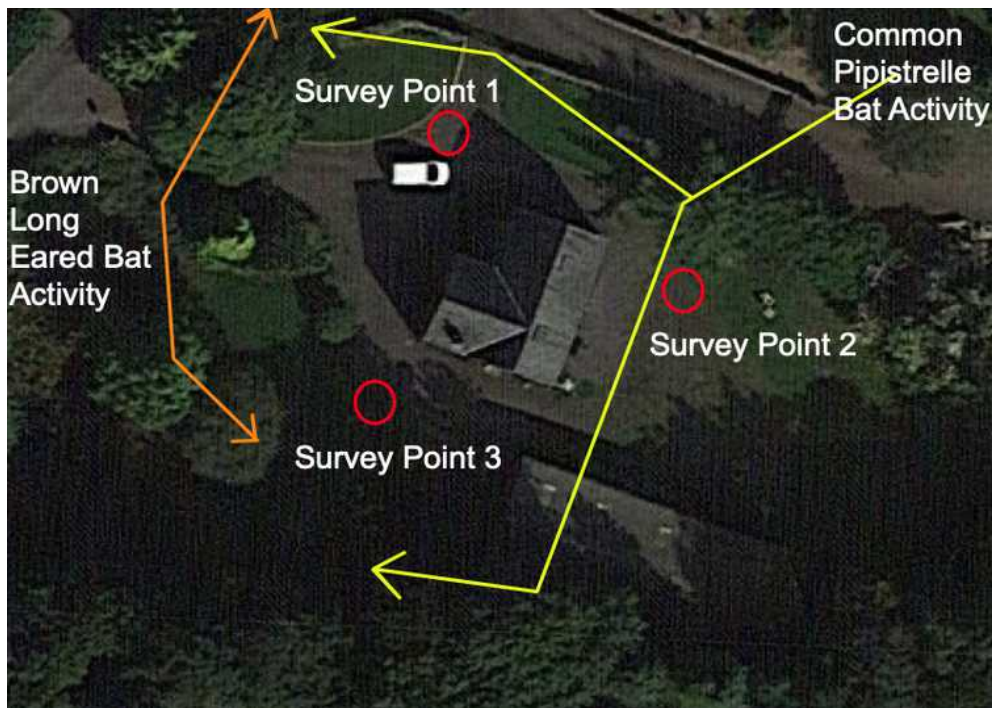 Common
Pipistrelle
Bat Activity
Survey Point 1
Brown
Long
Eared Bat
Activity
Survey Point 2
Survey Point 3